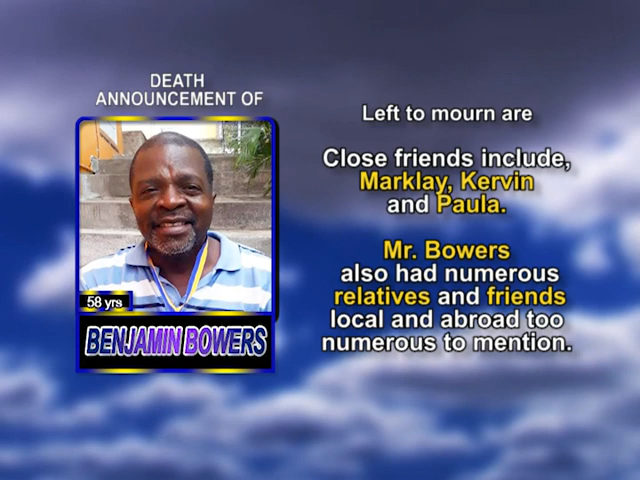 DEATH
ANNOUNCEMENT OF
58 yrs
BENJAMIN BOWERS
Left to mourn are
Close friends include,
Marklay, Kervin
and Paula.
Mr. Bowers
also had numerous
relatives and friends
local and abroad too
numerous to mention.